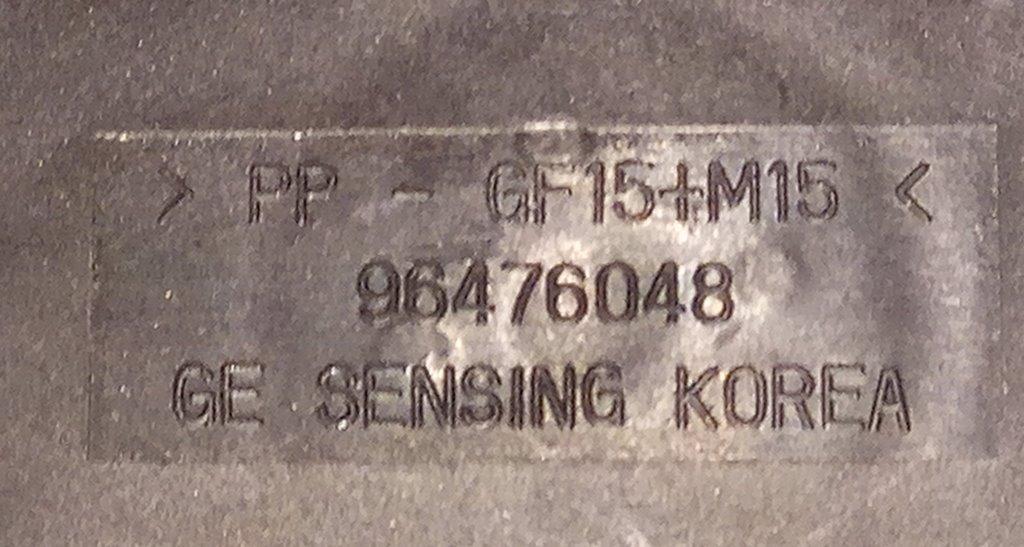 > PP - GF15+M15 <
96476048
GE SENSING KOREA